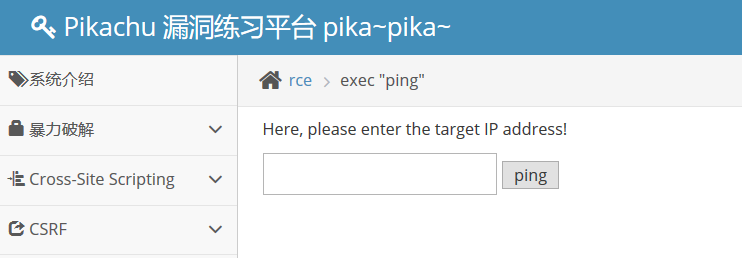 Pikachu 漏洞练习平台 pika~pika~
系统介绍
暴力破解
Cross-Site Scripting
CSRF
rce > exec "ping"
Here, please enter the target IP address!
ping